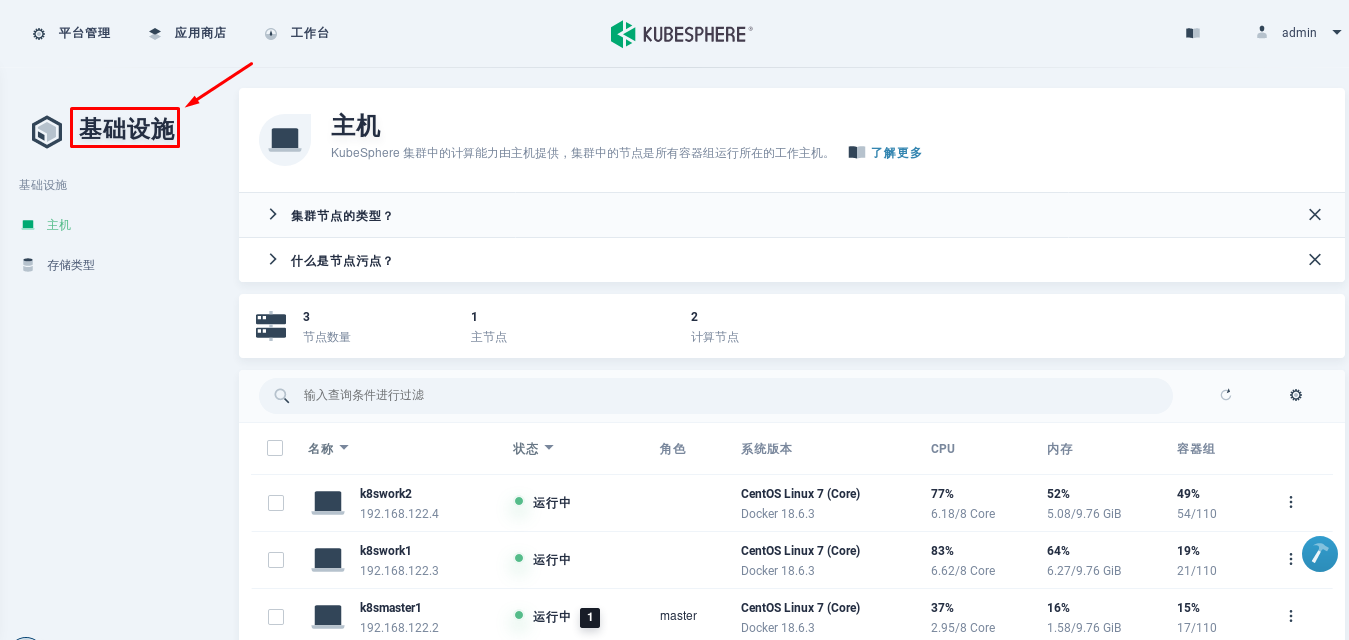 平台管理 应用商店 工作台 KUBESPHERE® admin
基础设施
基础设施
主机
存储类型
主机
KubeSphere 集群中的计算能力由主机提供，集群中的节点是所有容器组运行所在的工作主机。 了解更多
集群节点的类型？
什么是节点污点？
3 1 2
节点数量 主节点 计算节点
输入查询条件进行过滤
名称 状态 角色 系统版本 CPU 内存 容器组
k8swork2 运行中 CentOS Linux 7 (Core) 77% 52% 49%
192.168.122.4 Docker 18.6.3 6.18/8 Core 5.08/9.76 GiB 54/110
k8swork1 运行中 CentOS Linux 7 (Core) 83% 64% 19%
192.168.122.3 Docker 18.6.3 6.62/8 Core 6.27/9.76 GiB 21/110
k8smaster1 运行中 1 master CentOS Linux 7 (Core) 37% 16% 15%
192.168.122.2 Docker 18.6.3 2.95/8 Core 1.58/9.76 GiB 17/110